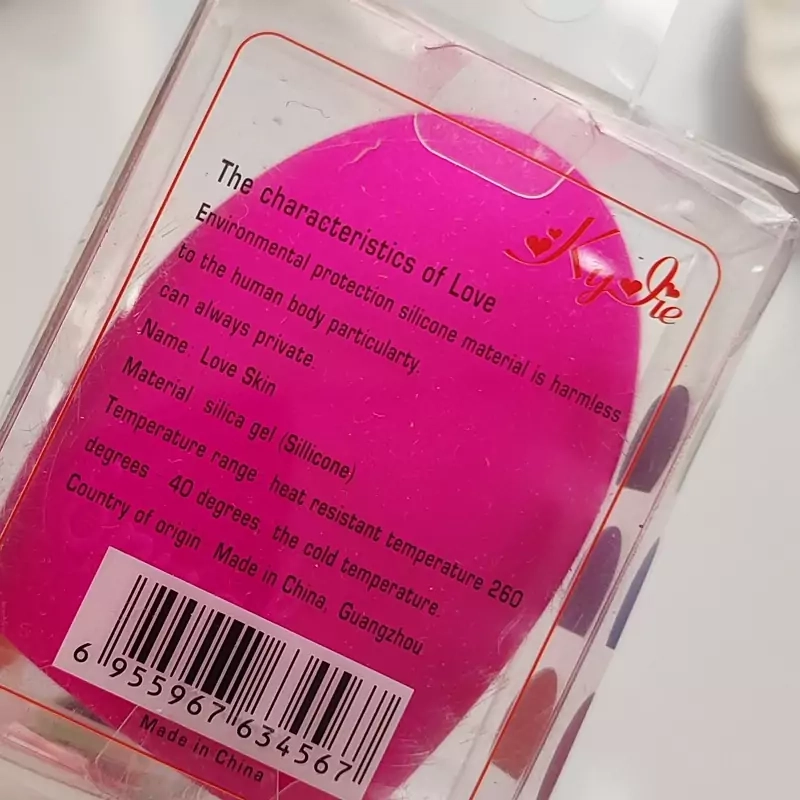 The characteristics of Love
KyJie
Environmental protection silicone material is harmless
to the human body particularty.
can always private.
Name: Love Skin
Material silica gel (Sillicone)
Temperature range heat resistant temperature 260
degrees 40 degrees, the cold temperature.
Country of origin Made in China, Guangzhou
6 955967 634567
Made in China